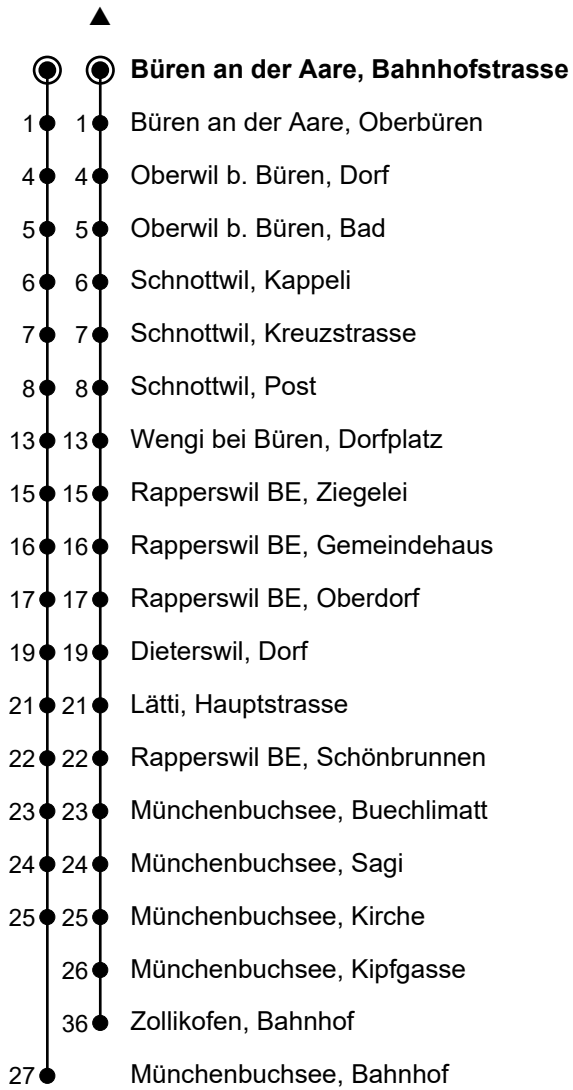 Büren an der Aare, Bahnhofstrasse
1 1 Büren an der Aare, Oberbüren
4 4 Oberwil b. Büren, Dorf
5 5 Oberwil b. Büren, Bad
6 6 Schnottwil, Kappeli
7 7 Schnottwil, Kreuzstrasse
8 8 Schnottwil, Post
13 13 Wengi bei Büren, Dorfplatz
15 15 Rapperswil BE, Ziegelei
16 16 Rapperswil BE, Gemeindehaus
17 17 Rapperswil BE, Oberdorf
19 19 Dieterswil, Dorf
21 21 Lätti, Hauptstrasse
22 22 Rapperswil BE, Schönbrunnen
23 23 Münchenbuchsee, Buechlimatt
24 24 Münchenbuchsee, Sagi
25 25 Münchenbuchsee, Kirche
26 Münchenbuchsee, Kipfgasse
36 Zollikofen, Bahnhof
27 Münchenbuchsee, Bahnhof